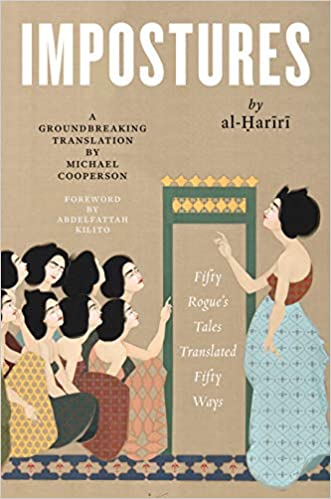 IMPOSTURES
by
al-Ḥarīrī
A
GROUNDBREAKING
TRANSLATION
BY
MICHAEL
COOPERSON
FOREWORD
BY
ABDELFATTAH
KILITO
Fifty
Rogue's
Tales
Translated
Fifty
Ways